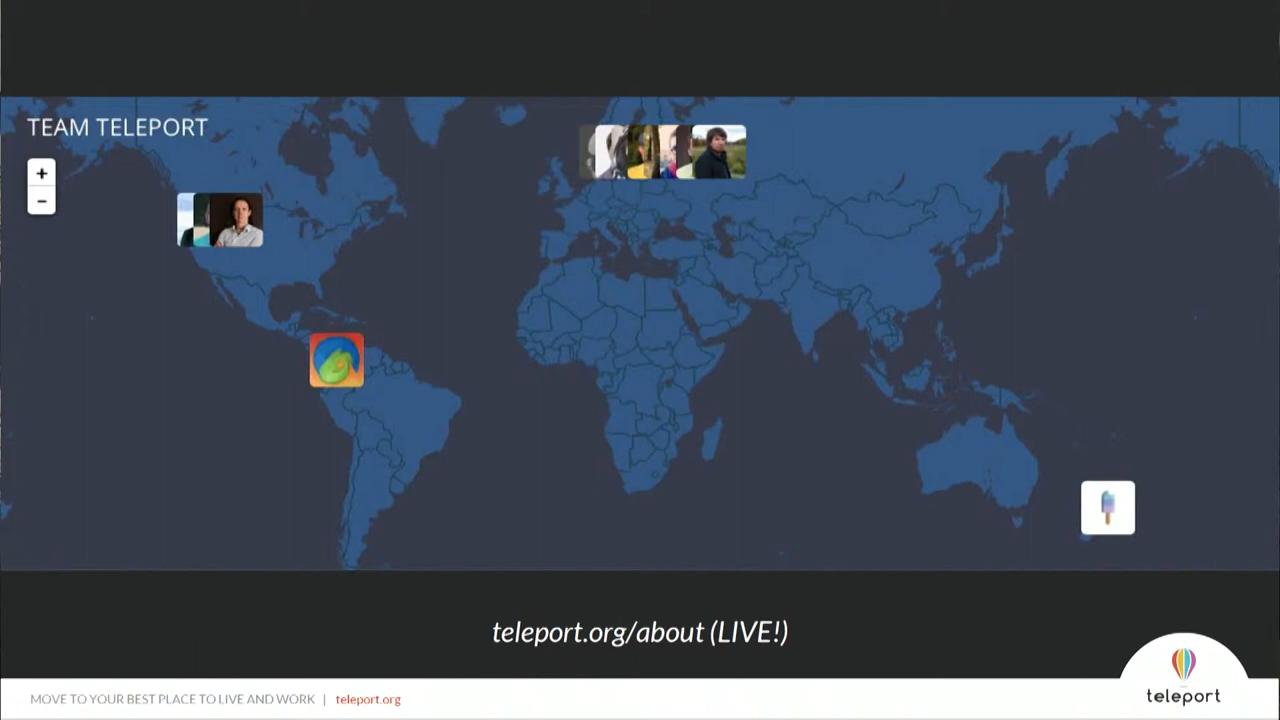 TEAM TELEPORT
+
−
teleport.org/about (LIVE!)
MOVE TO YOUR BEST PLACE TO LIVE AND WORK | teleport.org
teleport